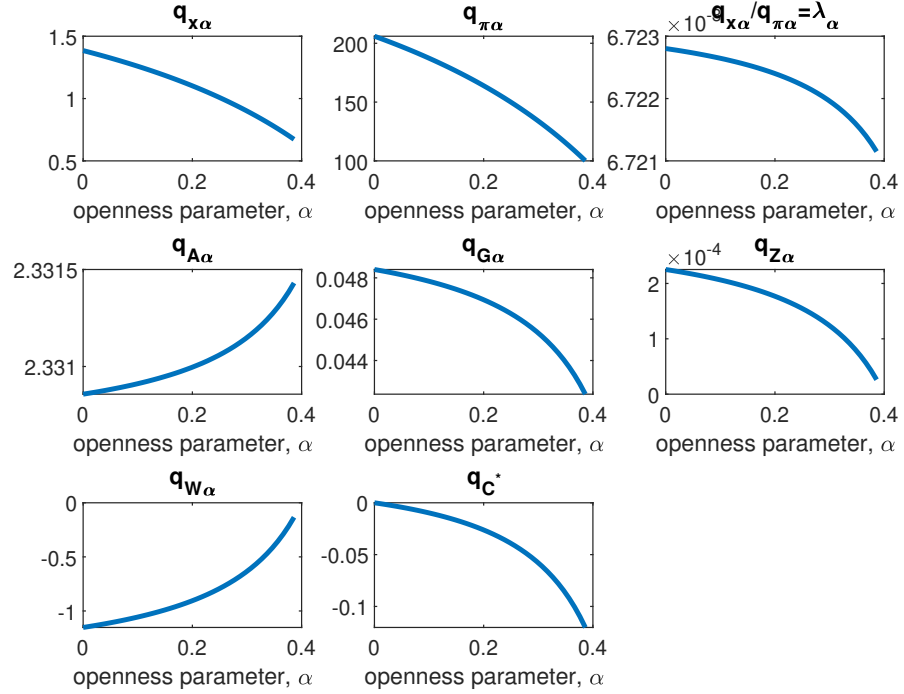 q_xα
1.5
1
0.5
0 0.2 0.4
openness parameter, α
q_πα
200
150
100
0 0.2 0.4
openness parameter, α
q_xα/q_πα=λ_α
6.723
6.722
6.721
0 0.2 0.4
openness parameter, α
q_Aα
2.3315
2.331
0 0.2 0.4
openness parameter, α
q_Gα
0.048
0.046
0.044
0 0.2 0.4
openness parameter, α
q_Zα
×10^-4
2
1
0
0 0.2 0.4
openness parameter, α
q_Wα
0
-0.5
-1
0 0.2 0.4
openness parameter, α
q_C*
0
-0.05
-0.1
0 0.2 0.4
openness parameter, α